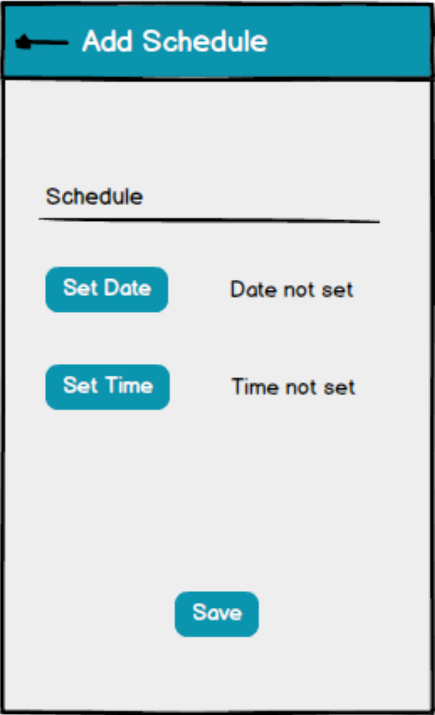 Add Schedule
Schedule
Set Date Date not set
Set Time Time not set
Save